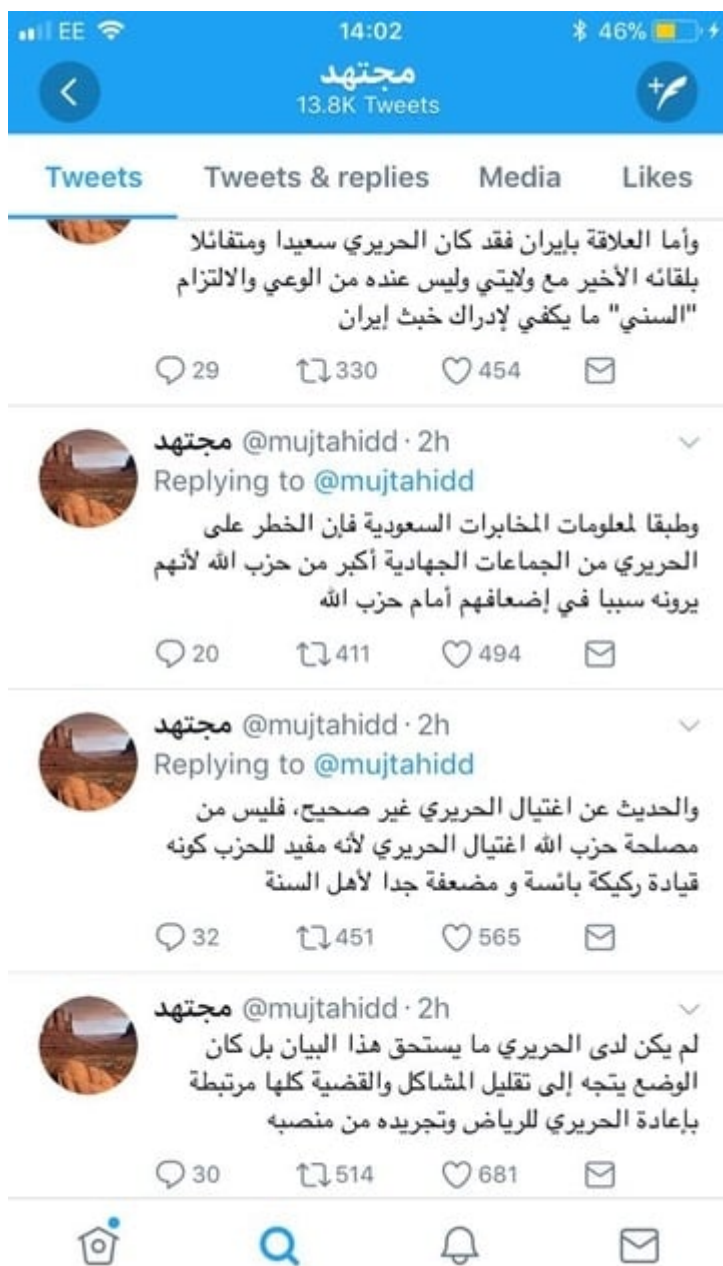 EE 14:02 46%
مجتهد
13.8K Tweets
Tweets Tweets & replies Media Likes
وأما العلاقة بإيران فقد كان الحريري سعيدا ومتفائلا
بلقائه الأخير مع ولايتي وليس عنده من الوعي والالتزام
"السني" ما يكفي لإدراك خبث إيران
29 330 454
مجتهد @mujtahidd · 2h
Replying to @mujtahidd
وطبقا لمعلومات المخابرات السعودية فإن الخطر على
الحريري من الجماعات الجهادية أكبر من حزب الله لأنهم
يرونه سببا في إضعافهم أمام حزب الله
20 411 494
مجتهد @mujtahidd · 2h
Replying to @mujtahidd
والحديث عن اغتيال الحريري غير صحيح، فليس من
مصلحة حزب الله اغتيال الحريري لأنه مفيد للحزب كونه
قيادة ركيكة بائسة و مضعفة جدا لأهل السنة
32 451 565
مجتهد @mujtahidd · 2h
لم يكن لدى الحريري ما يستحق هذا البيان بل كان
الوضع يتجه إلى تقليل المشاكل والقضية كلها مرتبطة
بإعادة الحريري للرياض وتجريده من منصبه
30 514 681